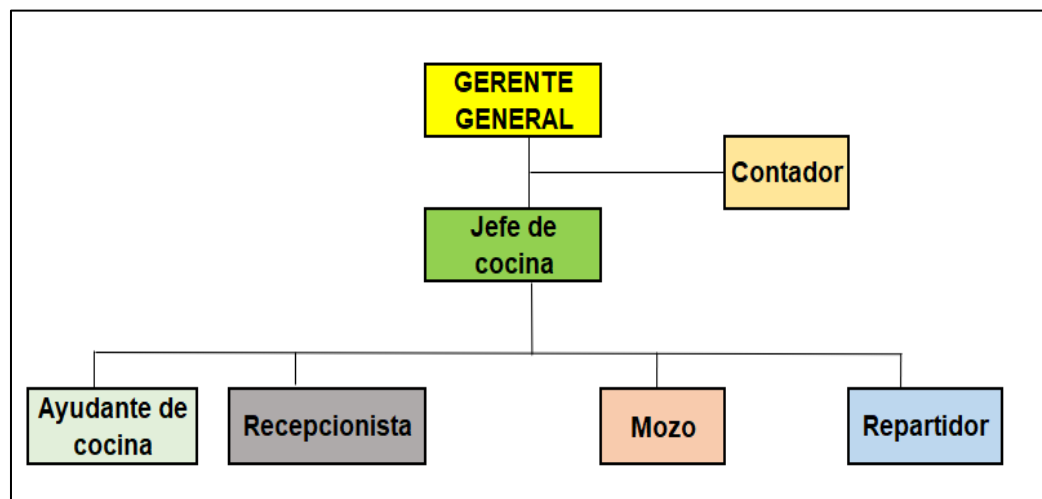 GERENTE
GENERAL
Contador
Jefe de
cocina
Ayudante de
cocina
Recepcionista
Mozo
Repartidor